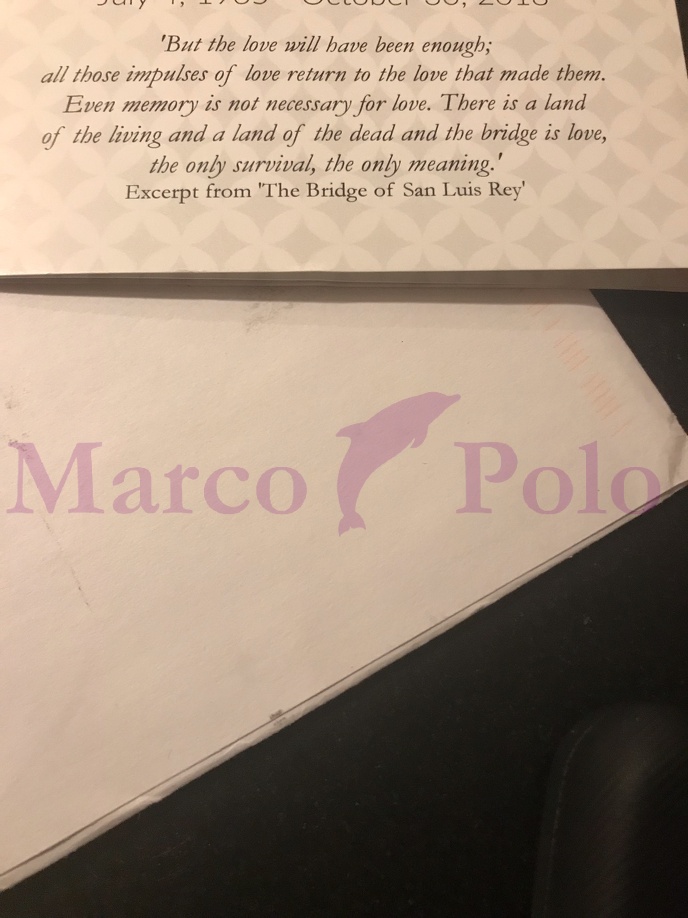 'But the love will have been enough;
all those impulses of love return to the love that made them.
Even memory is not necessary for love. There is a land
of the living and a land of the dead and the bridge is love,
the only survival, the only meaning.'
Excerpt from 'The Bridge of San Luis Rey'
Marco Polo